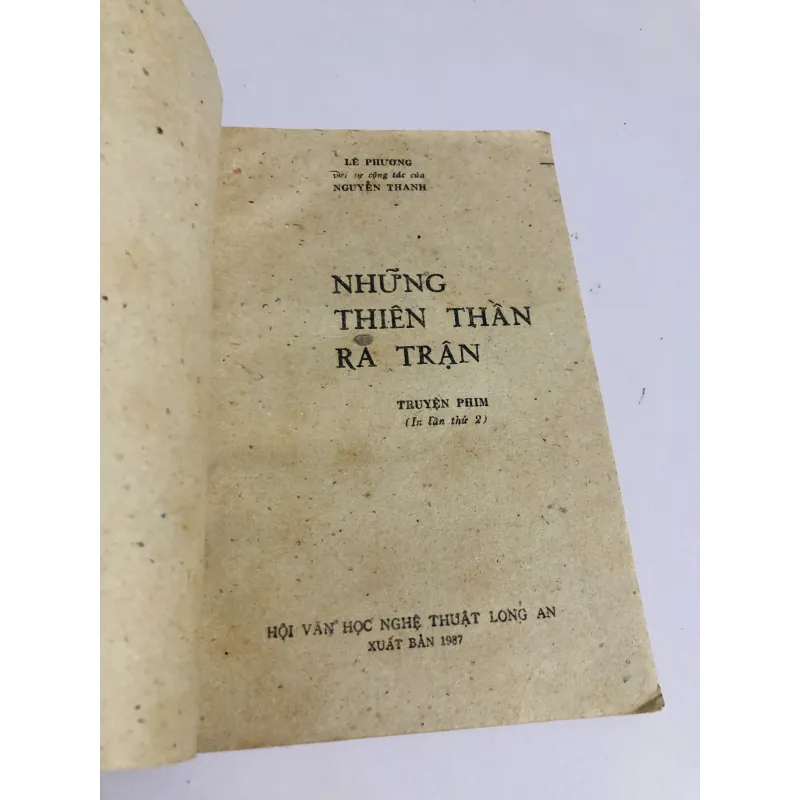 LÊ PHƯƠNG
với sự cộng tác của
NGUYỄN THANH
NHỮNG
THIÊN THẦN
RA TRẬN
TRUYỆN PHIM
(In lần thứ 2)
HỘI VĂN HỌC NGHỆ THUẬT LONG AN
XUẤT BẢN 1987